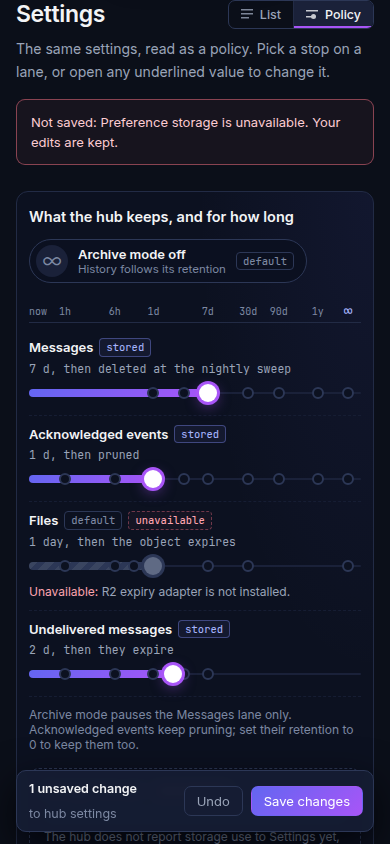 Settings
List
Policy
The same settings, read as a policy. Pick a stop on a
lane, or open any underlined value to change it.
Not saved: Preference storage is unavailable. Your
edits are kept.
What the hub keeps, and for how long
Archive mode off
History follows its retention
default
now 1h 6h 1d 7d 30d 90d 1y ∞
Messages stored
7 d, then deleted at the nightly sweep
Acknowledged events stored
1 d, then pruned
Files default unavailable
1 day, then the object expires
Unavailable: R2 expiry adapter is not installed.
Undelivered messages stored
2 d, then they expire
Archive mode pauses the Messages lane only.
Acknowledged events keep pruning; set their retention to
0 to keep them too.
1 unsaved change
to hub settings
Undo
Save changes
The hub does not report storage use to Settings yet,